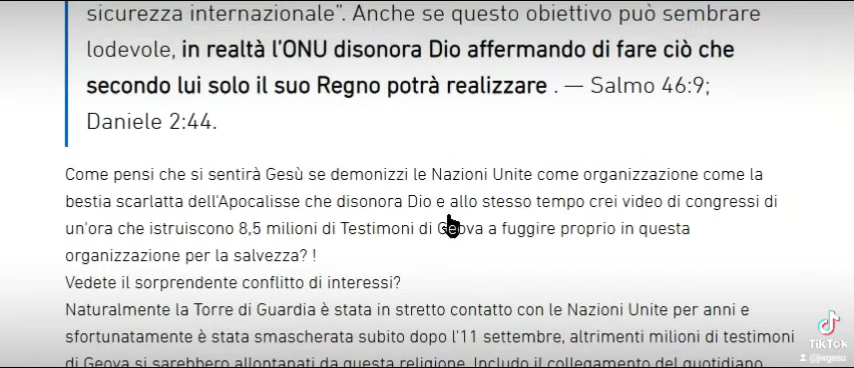 sicurezza internazionale”. Anche se questo obiettivo può sembrare
lodevole, in realtà l’ONU disonora Dio affermando di fare ciò che
secondo lui solo il suo Regno potrà realizzare . — Salmo 46:9;
Daniele 2:44.
Come pensi che si sentirà Gesù se demonizzi le Nazioni Unite come organizzazione come la
bestia scarlatta dell'Apocalisse che disonora Dio e allo stesso tempo crei video di congressi di
un'ora che istruiscono 8,5 milioni di Testimoni di Geova a fuggire proprio in questa
organizzazione per la salvezza? !
Vedete il sorprendente conflitto di interessi?
Naturalmente la Torre di Guardia è stata in stretto contatto con le Nazioni Unite per anni e
sfortunatamente è stata smascherata subito dopo l'11 settembre, altrimenti milioni di testimoni
di Geova si sarebbero allontanati da questa religione. Includo il collegamento del quotidiano
TikTok
@jwgesu